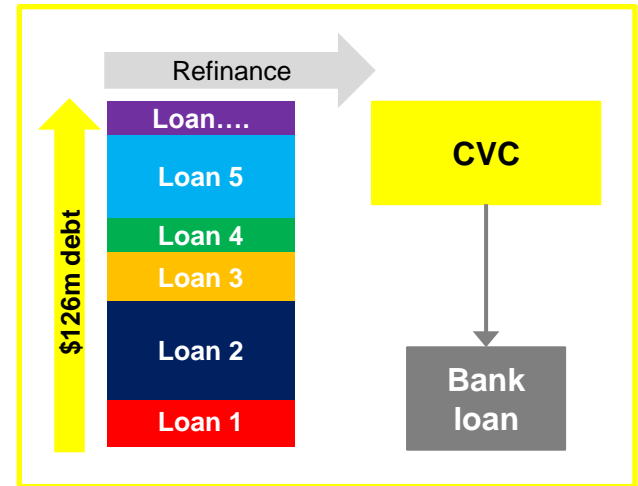 Refinance
$126m debt
Loan....
Loan 5
Loan 4
Loan 3
Loan 2
Loan 1
CVC
Bank
loan